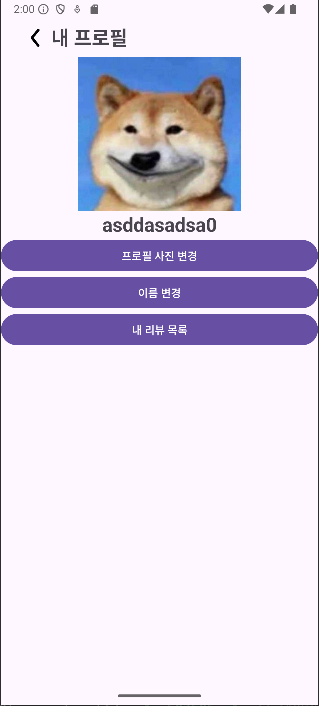 2:00
내 프로필
asddasadsa0
프로필 사진 변경
이름 변경
내 리뷰 목록